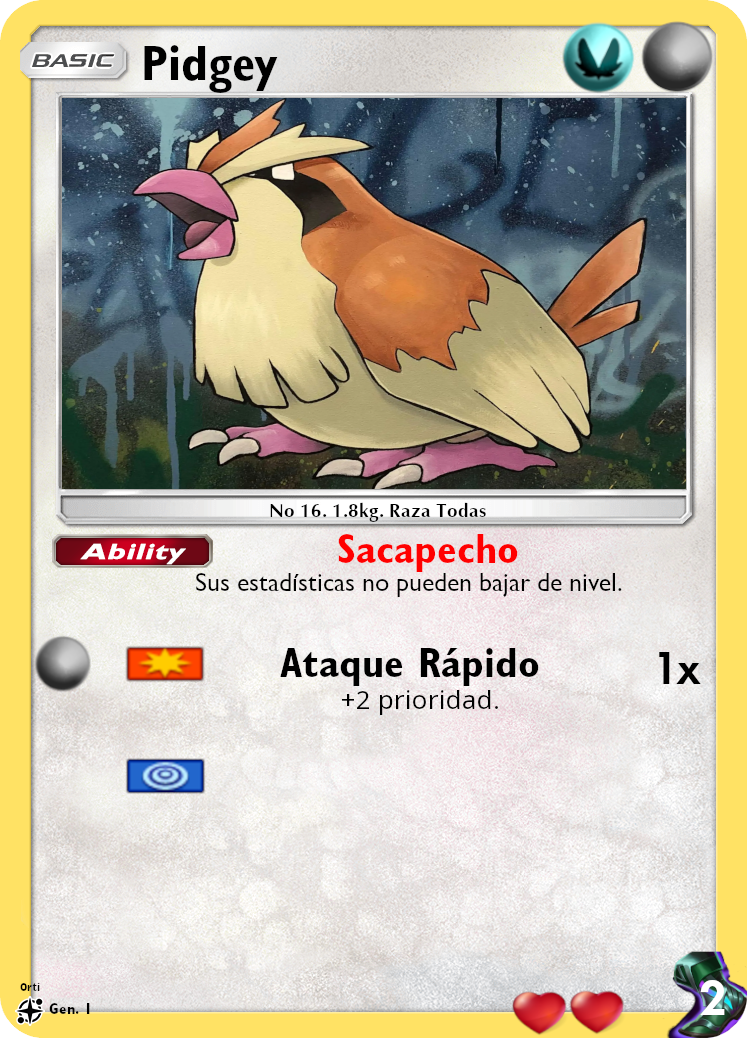 BASIC
Pidgey
No 16. 1.8kg. Raza Todas
Ability
Sacapecho
Sus estadísticas no pueden bajar de nivel.
Ataque Rápido
1x
+2 prioridad.
Orti
Gen. 1
2